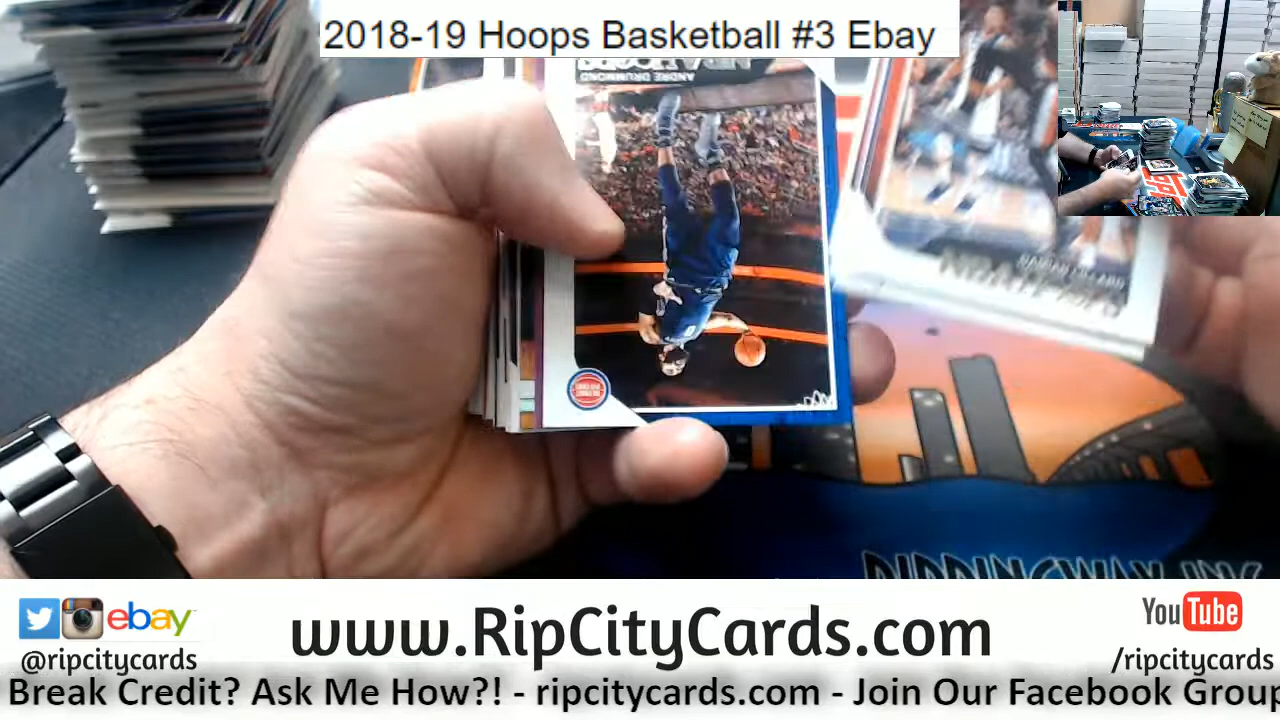 2018-19 Hoops Basketball #3 Ebay
ANDRE DRUMMOND
ebay
@ripcitycards
www.RipCityCards.com
YouTube
/ripcitycards
Break Credit? Ask Me How?! - ripcitycards.com - Join Our Facebook Group